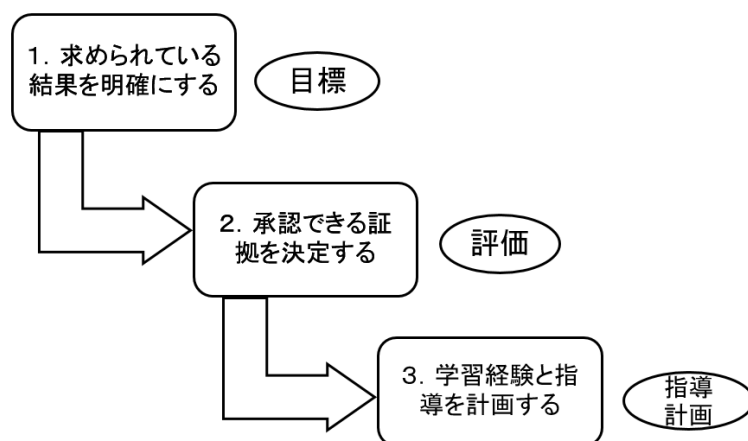 1．求められている
結果を明確にする
目標
2．承認できる証
拠を決定する
評価
3．学習経験と指
導を計画する
指導
計画